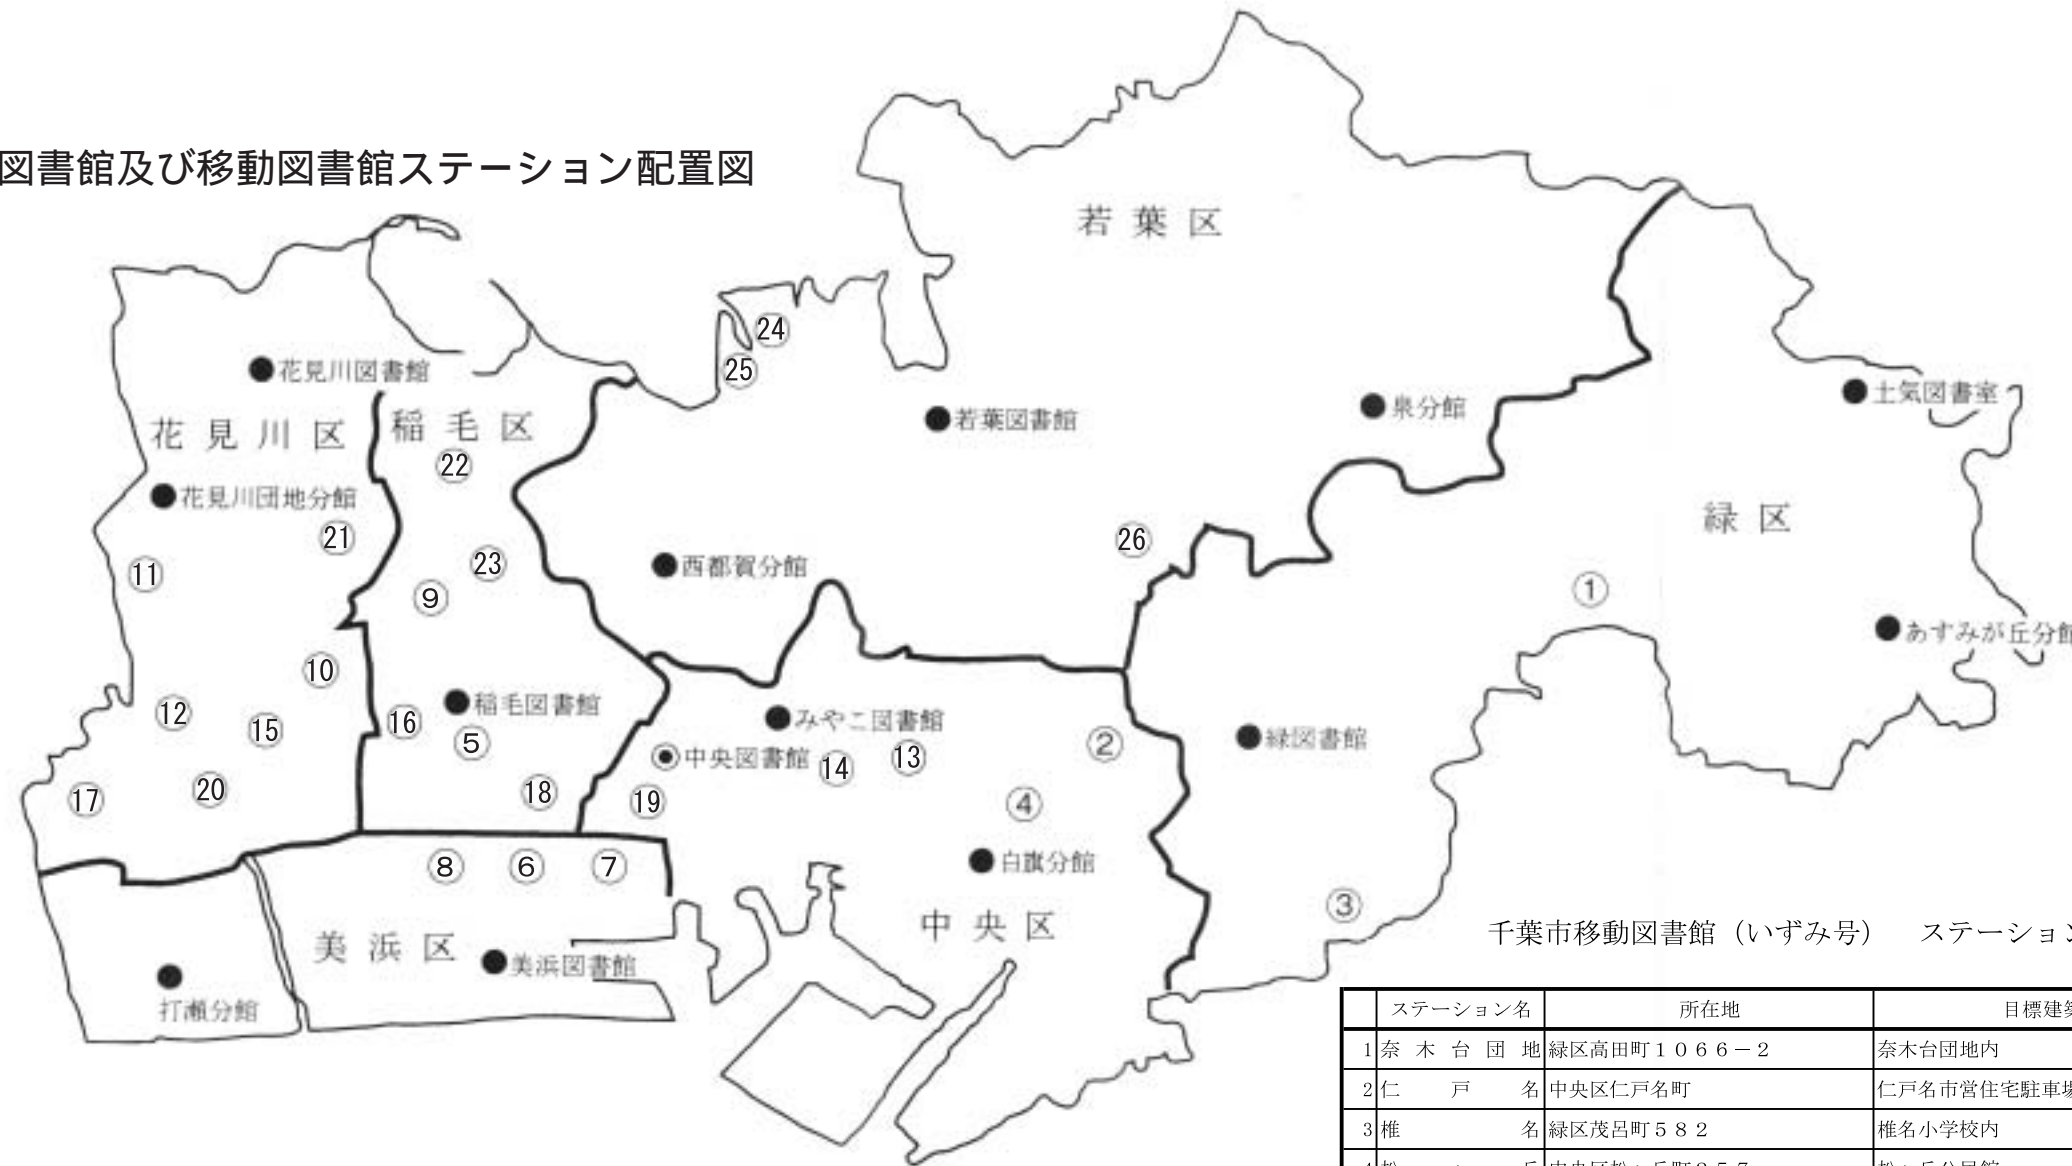 図書館及び移動図書館ステーション配置図
若葉区
24
25
花見川図書館
土気図書室
若葉図書館
泉分館
花見川区
稲毛区
22
花見川団地分館
緑区
21
26
23
西都賀分館
11
①
⑨
あすみが丘分館
10
稲毛図書館
12
16
みやこ図書館
15
⑤
②
緑図書館
中央図書館
14
13
20
18
17
19
④
⑧
⑥
⑦
白旗分館
③
中央区
千葉市移動図書館（いずみ号） ステーション
美浜区
美浜図書館
打瀬分館
ステーション名 所在地 目標建築
1 奈木台団地 緑区高田町１０６６－２ 奈木台団地内
2 仁戸名 中央区仁戸名町 仁戸名市営住宅駐車場
3 椎名 緑区茂呂町５８２ 椎名小学校内